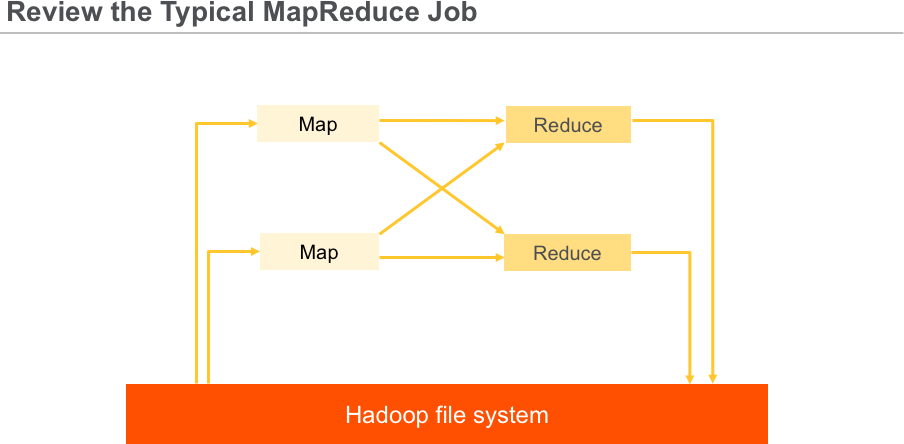 Review the Typical MapReduce Job
Map
Reduce
Map
Reduce
Hadoop file system